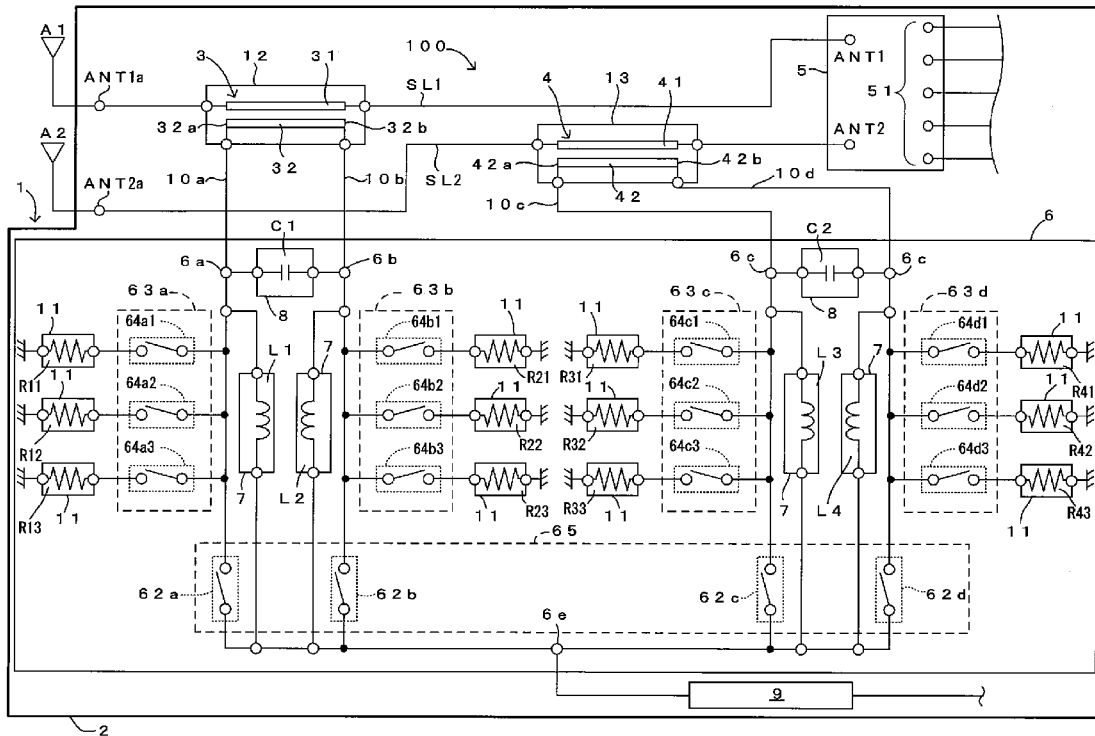 A1
ANT1a
3
12
31
100
SL1
5
ANT1
51
A2
32a
32b
32
4
13
41
ANT2
42a
42b
42
SL2
10a
10b
10c
10d
ANT2a
1
6
6a
C1
6b
8
6c
C2
6c
8
63a
63b
63c
63d
11
64a1
R11
L1
7
64b1
11
R21
11
R31
64c1
L3
7
64d1
11
R41
11
64a2
R12
64b2
11
R22
11
R32
64c2
64d2
11
R42
64a3
R13
11
7
L2
64b3
11
R23
R33
11
64c3
7
L4
64d3
R43
11
65
62a
62b
6e
62c
62d
9
2